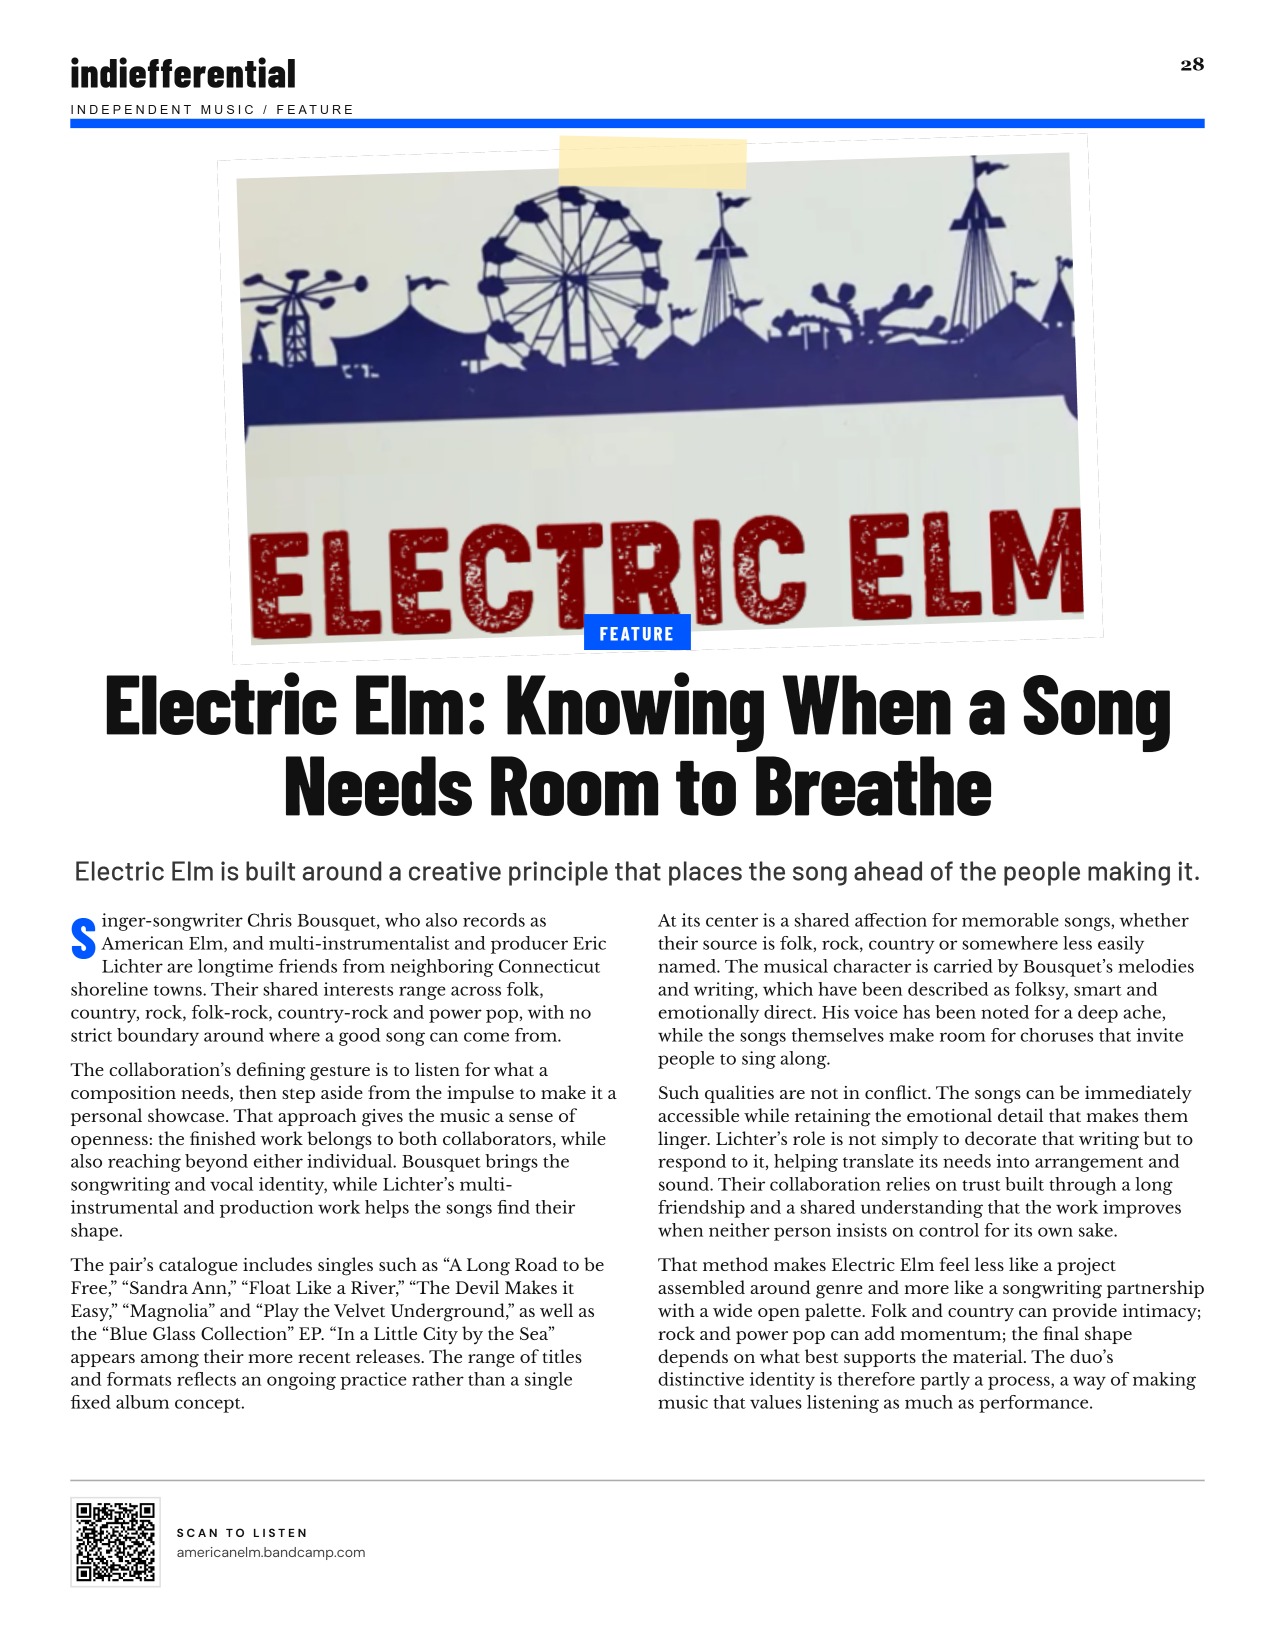 indiefferential
28
INDEPENDENT MUSIC / FEATURE
ELECTRIC ELM
FEATURE
Electric Elm: Knowing When a Song
Needs Room to Breathe
Electric Elm is built around a creative principle that places the song ahead of the people making it.
Singer-songwriter Chris Bousquet, who also records as
American Elm, and multi-instrumentalist and producer Eric
Lichter are longtime friends from neighboring Connecticut
shoreline towns. Their shared interests range across folk,
country, rock, folk-rock, country-rock and power pop, with no
strict boundary around where a good song can come from.
The collaboration’s defining gesture is to listen for what a
composition needs, then step aside from the impulse to make it a
personal showcase. That approach gives the music a sense of
openness: the finished work belongs to both collaborators, while
also reaching beyond either individual. Bousquet brings the
songwriting and vocal identity, while Lichter’s multi-
instrumental and production work helps the songs find their
shape.
The pair’s catalogue includes singles such as “A Long Road to be
Free,” “Sandra Ann,” “Float Like a River,” “The Devil Makes it
Easy,” “Magnolia” and “Play the Velvet Underground,” as well as
the “Blue Glass Collection” EP. “In a Little City by the Sea”
appears among their more recent releases. The range of titles
and formats reflects an ongoing practice rather than a single
fixed album concept.
At its center is a shared affection for memorable songs, whether
their source is folk, rock, country or somewhere less easily
named. The musical character is carried by Bousquet’s melodies
and writing, which have been described as folksy, smart and
emotionally direct. His voice has been noted for a deep ache,
while the songs themselves make room for choruses that invite
people to sing along.
Such qualities are not in conflict. The songs can be immediately
accessible while retaining the emotional detail that makes them
linger. Lichter’s role is not simply to decorate that writing but to
respond to it, helping translate its needs into arrangement and
sound. Their collaboration relies on trust built through a long
friendship and a shared understanding that the work improves
when neither person insists on control for its own sake.
That method makes Electric Elm feel less like a project
assembled around genre and more like a songwriting partnership
with a wide open palette. Folk and country can provide intimacy;
rock and power pop can add momentum; the final shape
depends on what best supports the material. The duo’s
distinctive identity is therefore partly a process, a way of making
music that values listening as much as performance.
SCAN TO LISTEN
americanelm.bandcamp.com